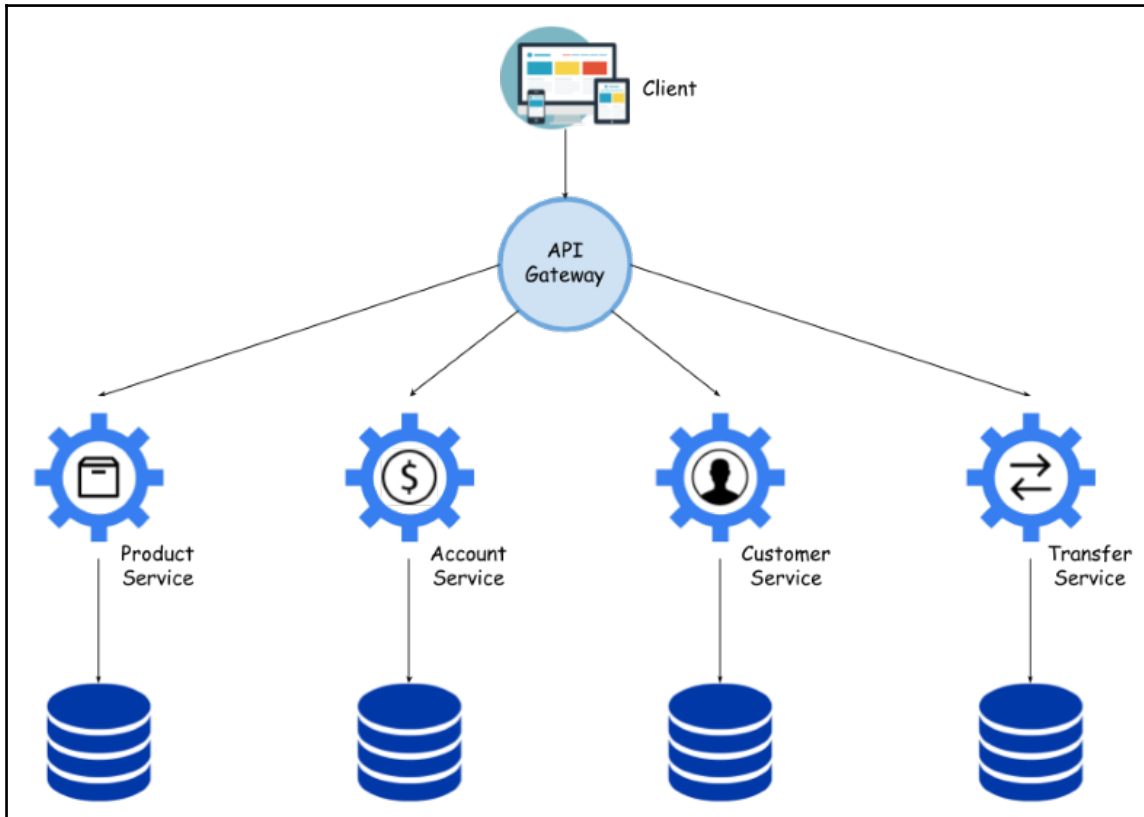 Client
API
Gateway
Product
Service
Account
Service
Customer
Service
Transfer
Service